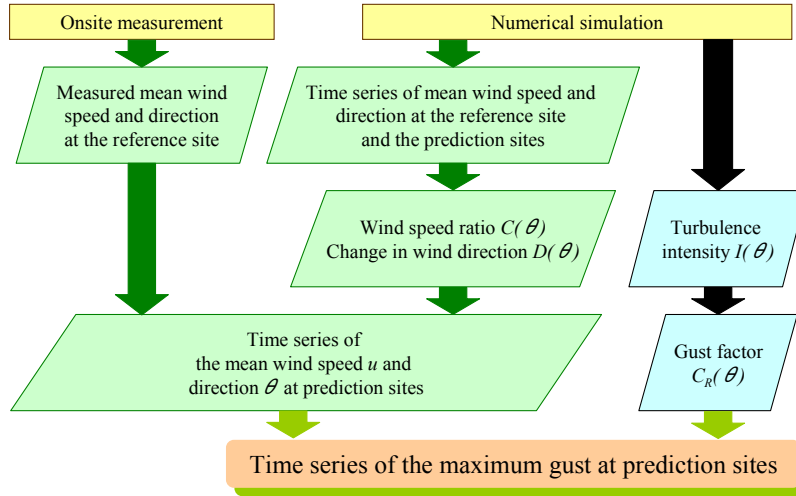 Onsite measurement
Numerical simulation
Measured mean wind
speed and direction
at the reference site
Time series of mean wind speed and
direction at the reference site
and the prediction sites
Wind speed ratio C(θ)
Change in wind direction D(θ)
Turbulence
intensity I(θ)
Time series of
the mean wind speed u and
direction θ at prediction sites
Gust factor
C_R(θ)
Time series of the maximum gust at prediction sites